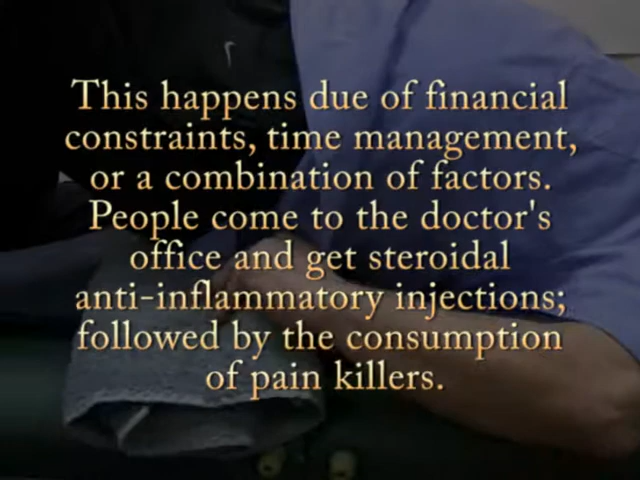 This happens due of financial
constraints, time management,
or a combination of factors.
People come to the doctor's
office and get steroidal
anti-inflammatory injections;
followed by the consumption
of pain killers.